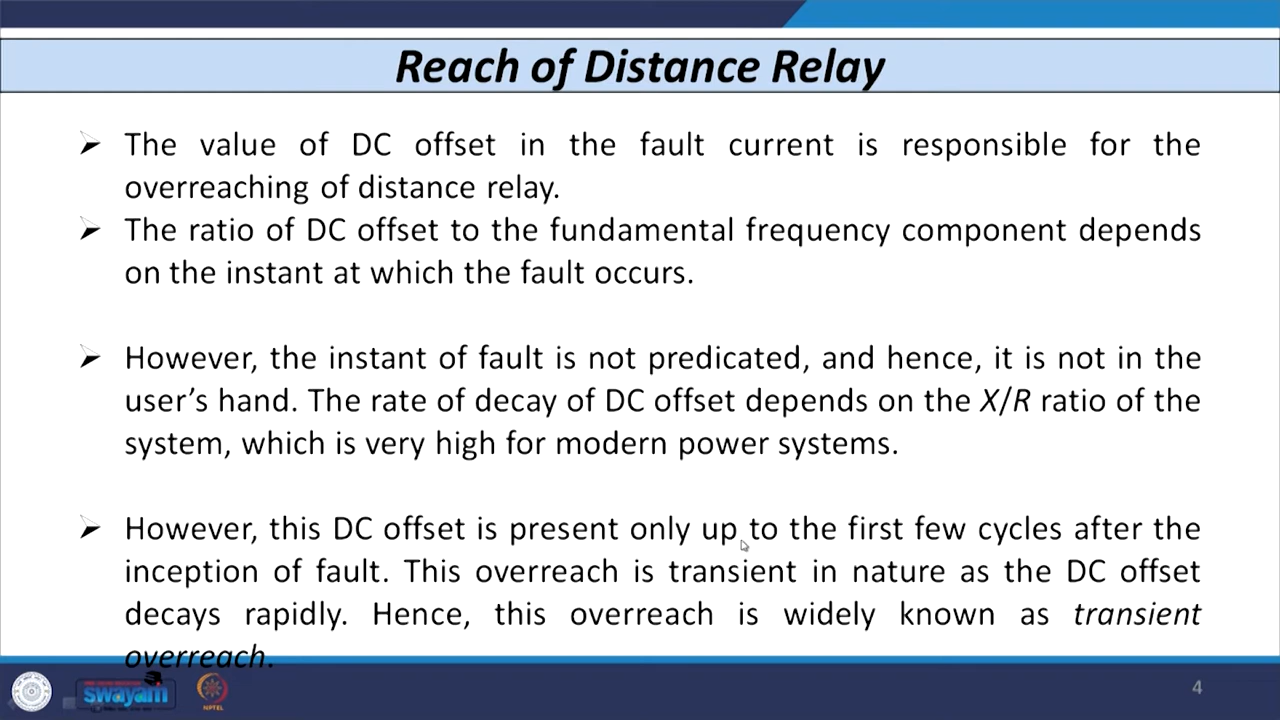 Reach of Distance Relay
➢ The value of DC offset in the fault current is responsible for the
overreaching of distance relay.
➢ The ratio of DC offset to the fundamental frequency component depends
on the instant at which the fault occurs.
➢ However, the instant of fault is not predicated, and hence, it is not in the
user’s hand. The rate of decay of DC offset depends on the X/R ratio of the
system, which is very high for modern power systems.
➢ However, this DC offset is present only up to the first few cycles after the
inception of fault. This overreach is transient in nature as the DC offset
decays rapidly. Hence, this overreach is widely known as transient
overreach.
swayam
NPTEL
4